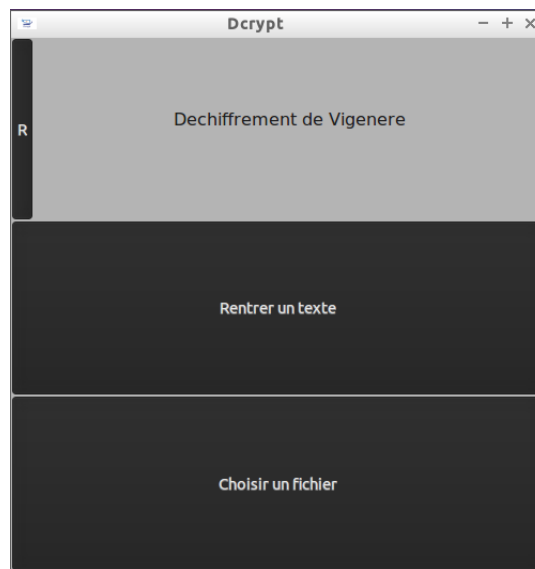 Dcrypt
R
Dechiffrement de Vigenere
Rentrer un texte
Choisir un fichier